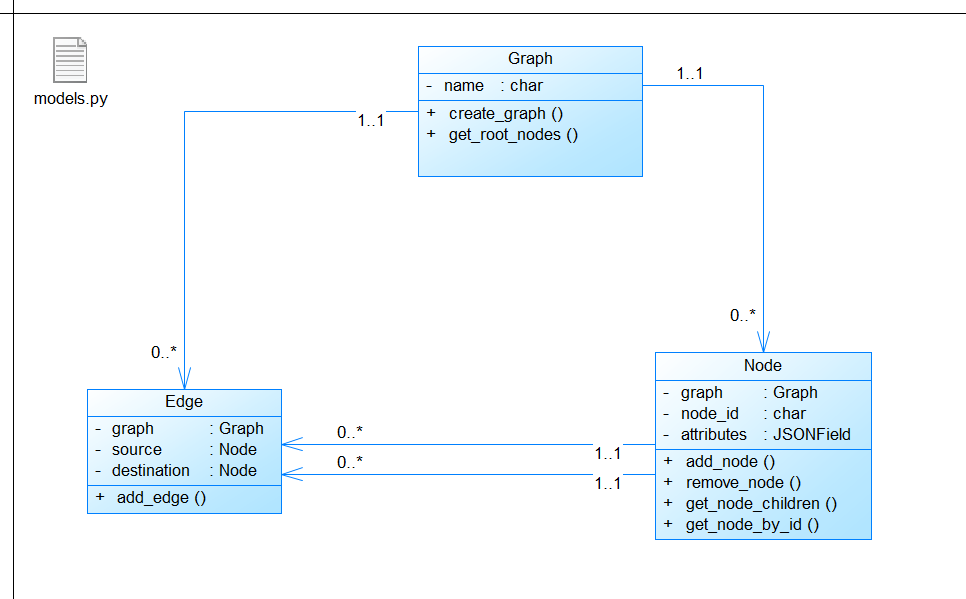 models.py
Graph
- name : char
+ create_graph ()
+ get_root_nodes ()
1..1
1..1
0..*
0..*
Edge
- graph : Graph
- source : Node
- destination : Node
+ add_edge ()
0..*
1..1
0..*
1..1
Node
- graph : Graph
- node_id : char
- attributes : JSONField
+ add_node ()
+ remove_node ()
+ get_node_children ()
+ get_node_by_id ()